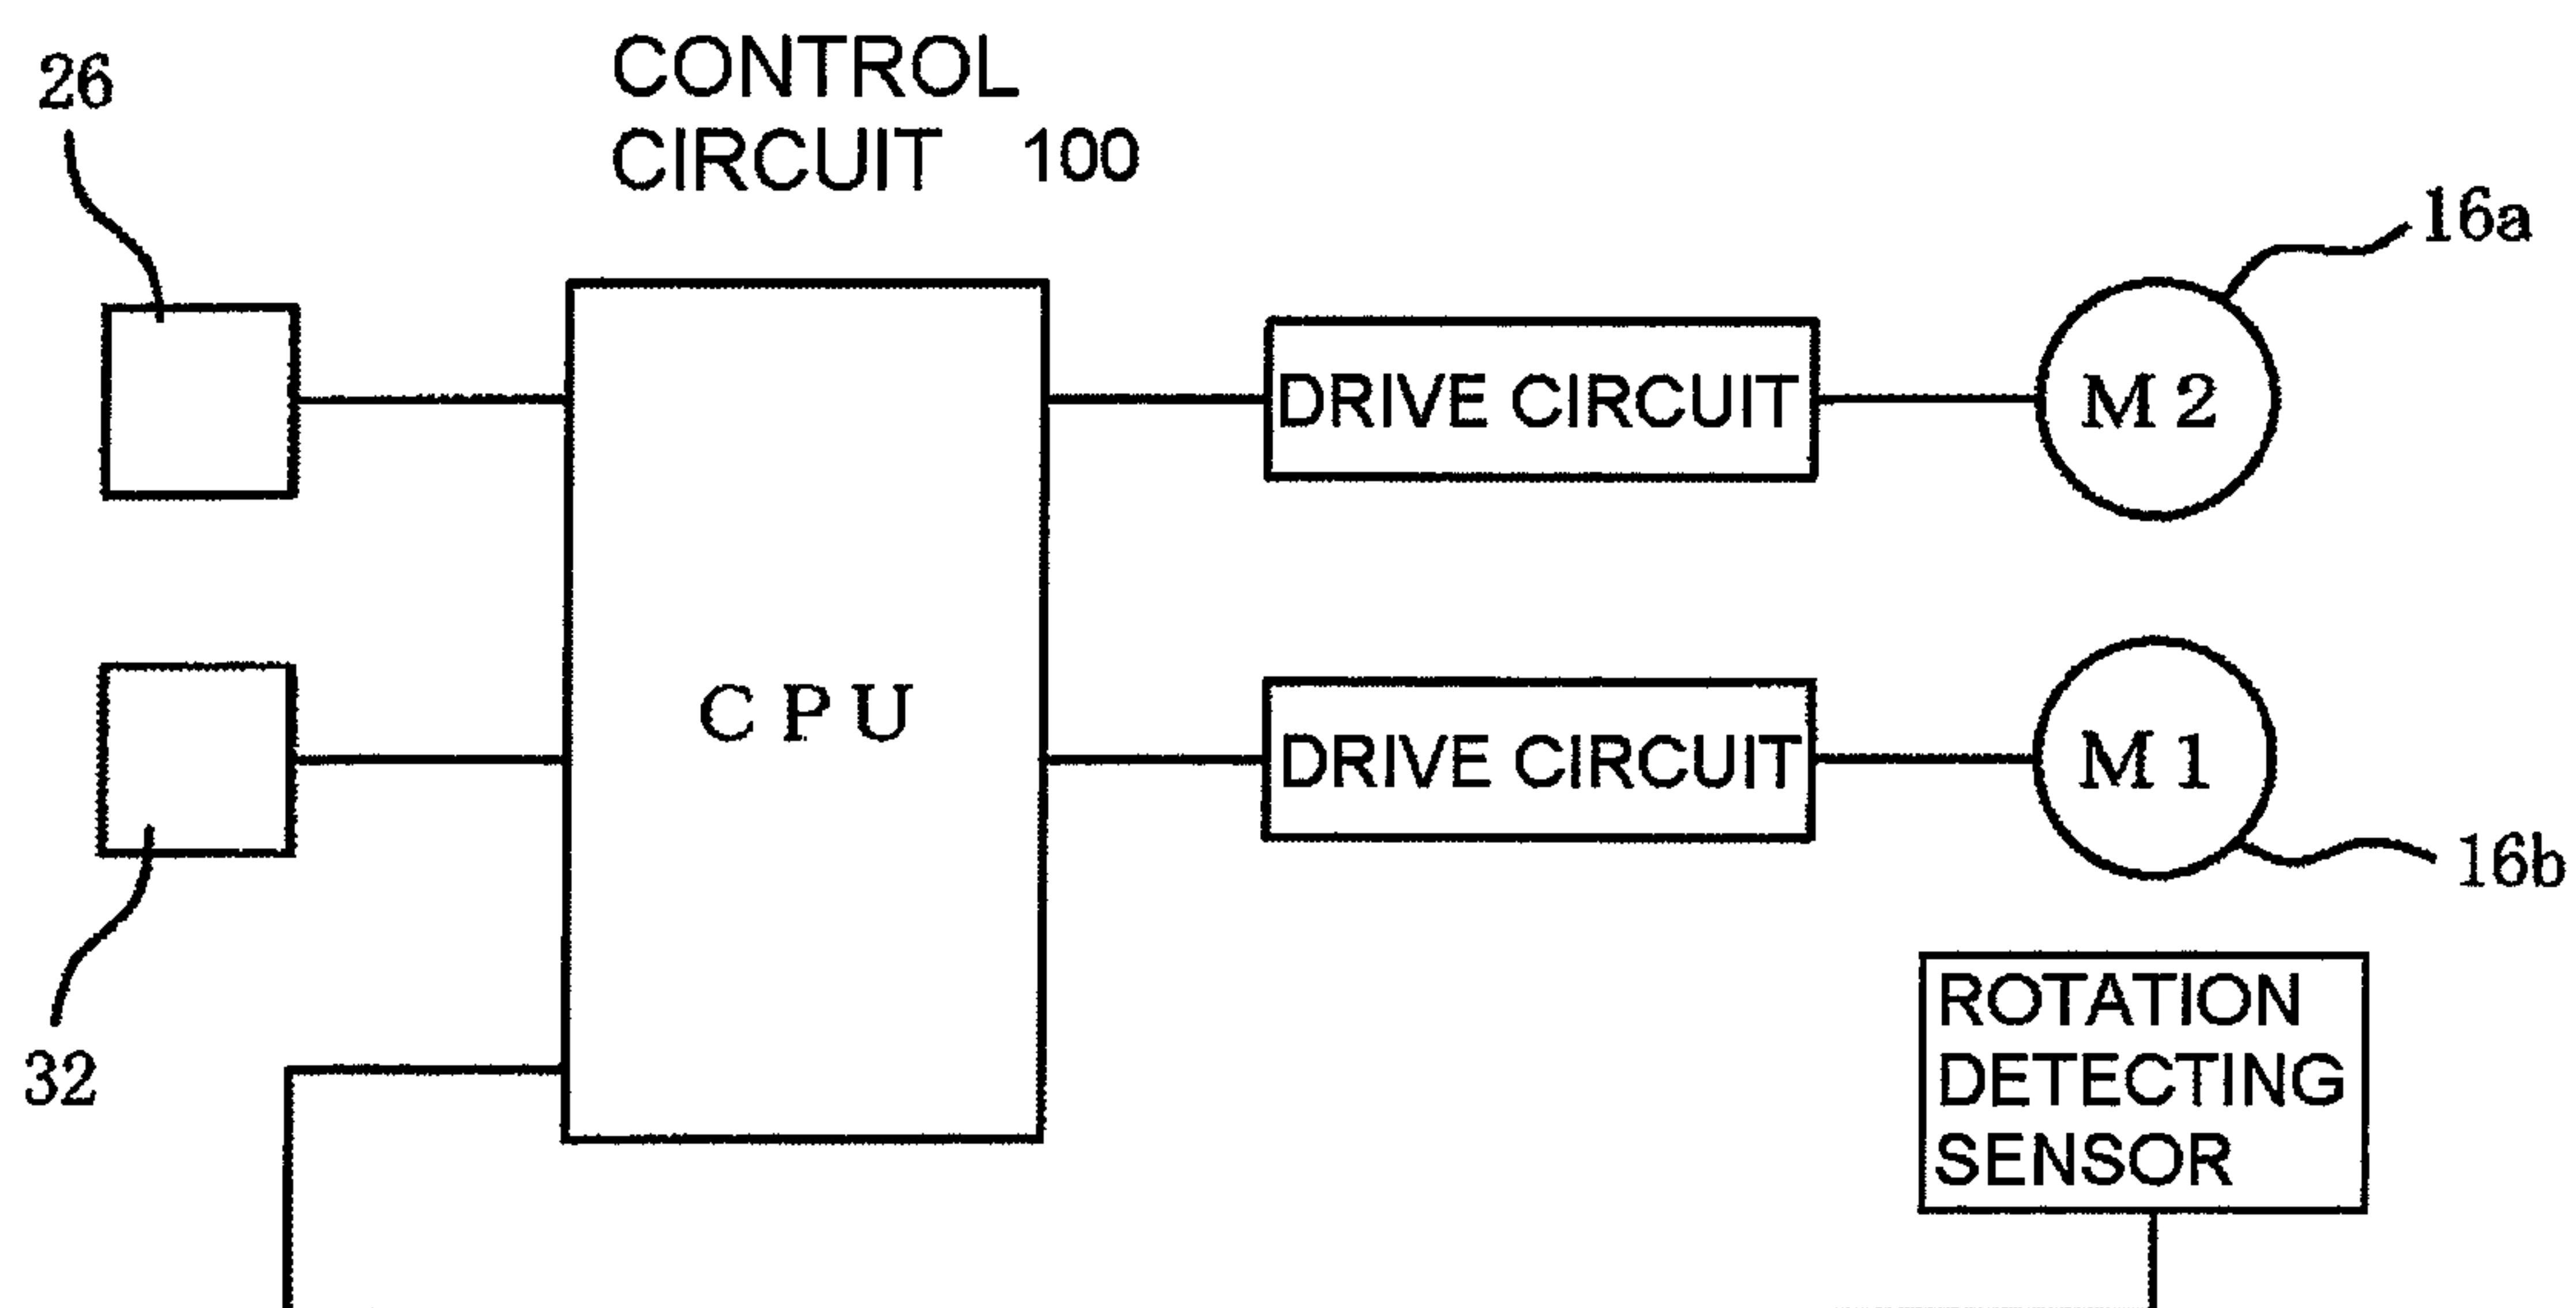 26
CONTROL
CIRCUIT 100
16a
DRIVE CIRCUIT
M2
CPU
DRIVE CIRCUIT
M1
16b
32
ROTATION
DETECTING
SENSOR